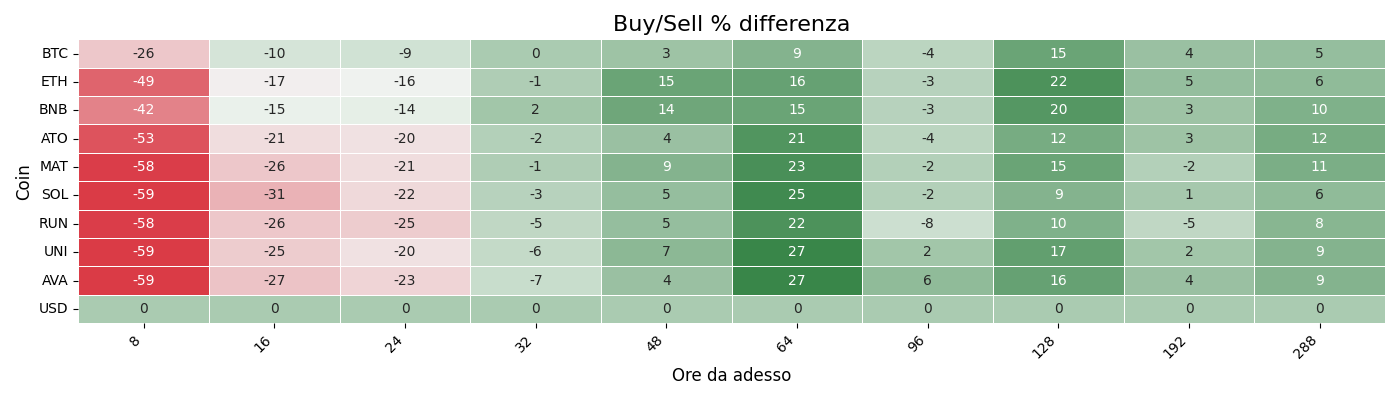 Buy/Sell % differenza
Coin
BTC -26 -10 -9 0 3 9 -4 15 4 5
ETH -49 -17 -16 -1 15 16 -3 22 5 6
BNB -42 -15 -14 2 14 15 -3 20 3 10
ATO -53 -21 -20 -2 4 21 -4 12 3 12
MAT -58 -26 -21 -1 9 23 -2 15 -2 11
SOL -59 -31 -22 -3 5 25 -2 9 1 6
RUN -58 -26 -25 -5 5 22 -8 10 -5 8
UNI -59 -25 -20 -6 7 27 2 17 2 9
AVA -59 -27 -23 -7 4 27 6 16 4 9
USD 0 0 0 0 0 0 0 0 0 0
8 16 24 32 48 64 96 128 192 288
Ore da adesso